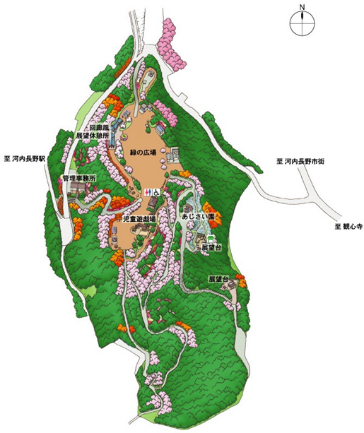 N
回廊風
展望休憩所
緑の広場
至 河内長野駅
至 河内長野市街
管理事務所
児童遊戯場
あじさい園
至 観心寺
展望台
展望台